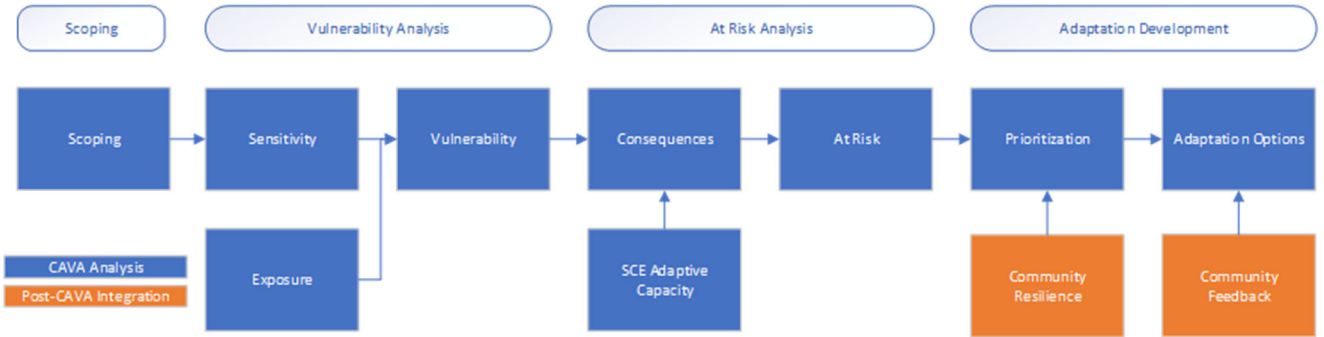 Scoping
Vulnerability Analysis
At Risk Analysis
Adaptation Development
Scoping
Sensitivity
Vulnerability
Consequences
At Risk
Prioritization
Adaptation Options
CAVA Analysis
Post-CAVA Integration
Exposure
SCE Adaptive
Capacity
Community
Resilience
Community
Feedback